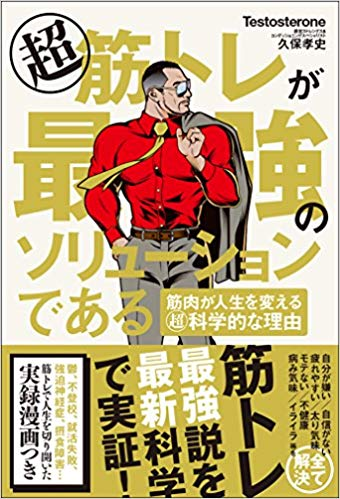 Testosterone
久保孝史
超
筋トレが
最強の
ソリューション
である
筋肉が人生を変える
超科学的な理由
筋トレ
最強説を
最新科学
で実証!
自分が嫌い/自信がない
疲れやすい/太り気味
モテない/不健康
病み気味/イライラ
全て
解決
鬱、不登校、就活失敗、
強迫神経症、摂食障害…
筋トレで人生を切り開いた
実録漫画つき